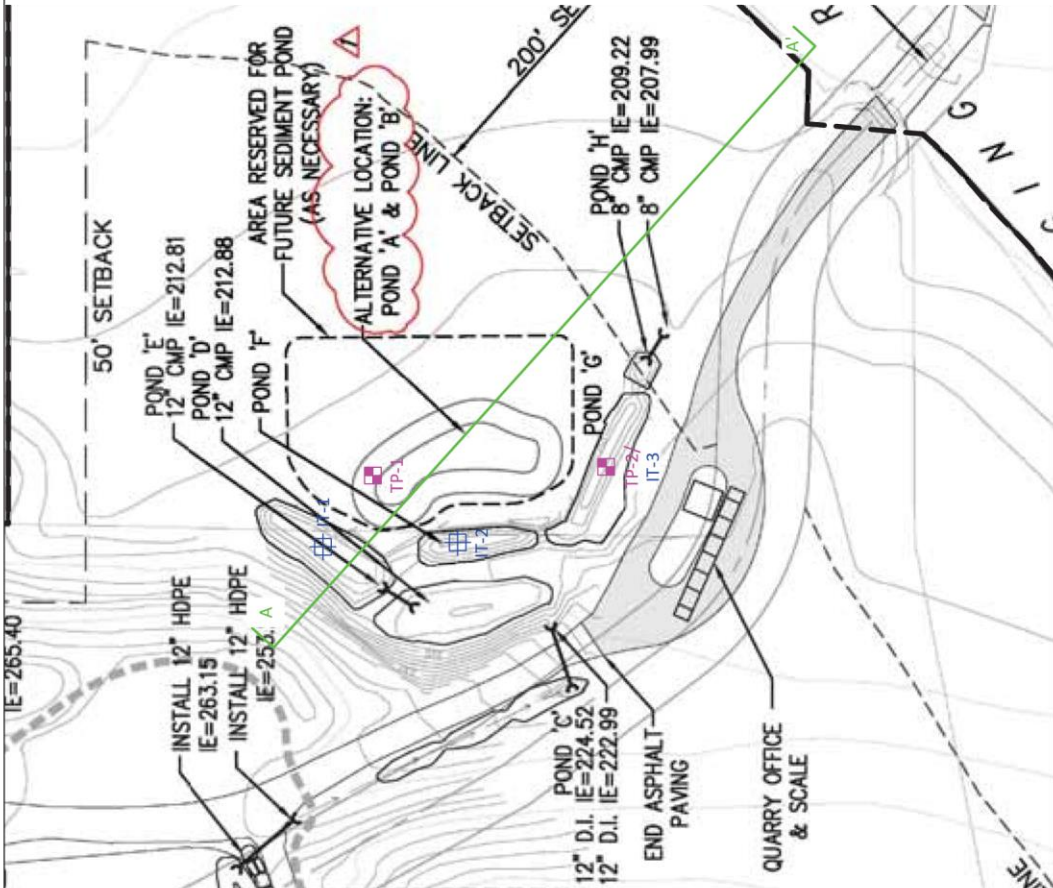 IE=265.40
50' SETBACK
INSTALL 12" HDPE
IE=263.15
INSTALL 12" HDPE
IE=253.
A
POND 'E'
12" CMP IE=212.81
POND 'D'
12" CMP IE=212.88
POND 'F'
AREA RESERVED FOR
FUTURE SEDIMENT POND
(AS NECESSARY)
1
ALTERNATIVE LOCATION:
POND 'A' & POND 'B'
200' SE
SETBACK LINE
A'
R
POND 'H'
8" CMP IE=209.22
8" CMP IE=207.99
POND 'G'
TP-1
IT-1
IT-2
TP-2/
IT-3
POND 'C'
12" D.I. IE=224.52
12" D.I. IE=222.99
END ASPHALT
PAVING
QUARRY OFFICE
& SCALE
S I N G
INE